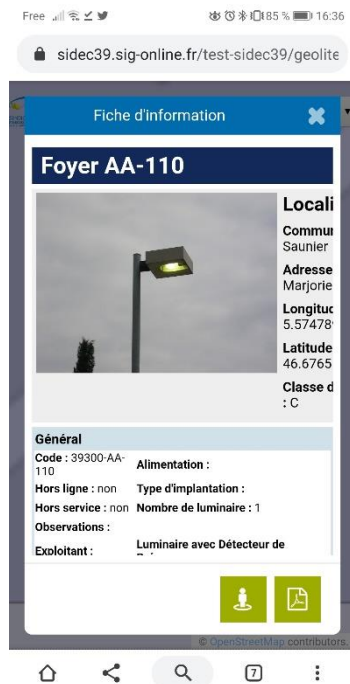 Free 85 % 16:36
sidec39.sig-online.fr/test-sidec39/geolite
Fiche d'information
Foyer AA-110
Locali
Commur
Saunier
Adresse
Marjorie
Longituc
5.57478
Latitude
46.6765
Classe d
: C
Général
Code : 39300-AA-110 Alimentation :
Hors ligne : non Type d'implantation :
Hors service : non Nombre de luminaire : 1
Observations :
Exploitant : Luminaire avec Détecteur de
© OpenStreetMap contributors.
7